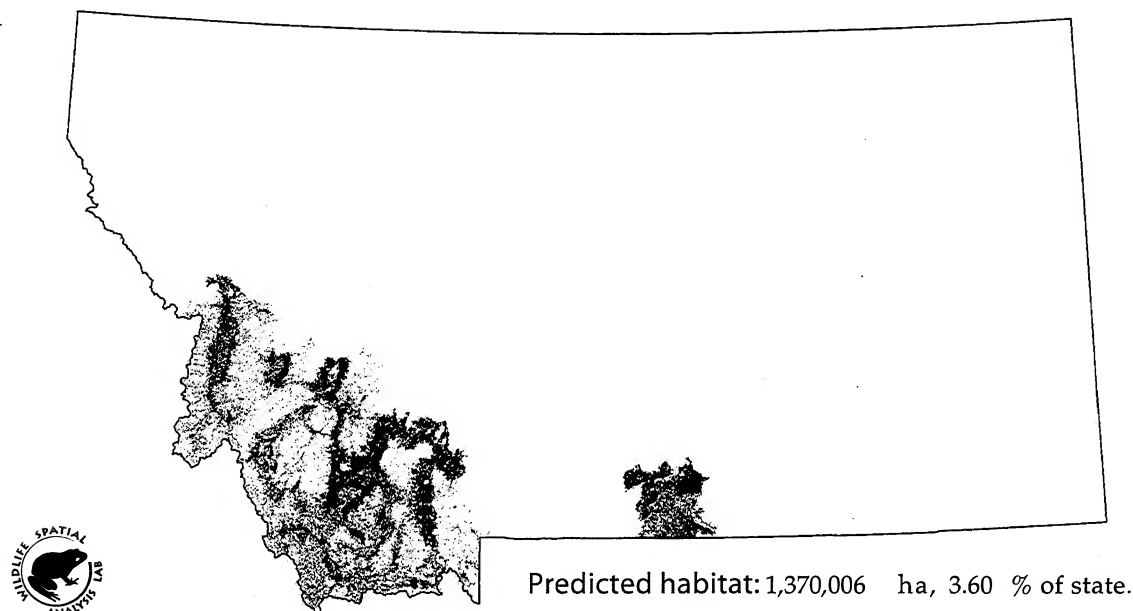 WILDLIFE SPATIAL
ANALYSIS LAB
Predicted habitat: 1,370,006 ha, 3.60 % of state.